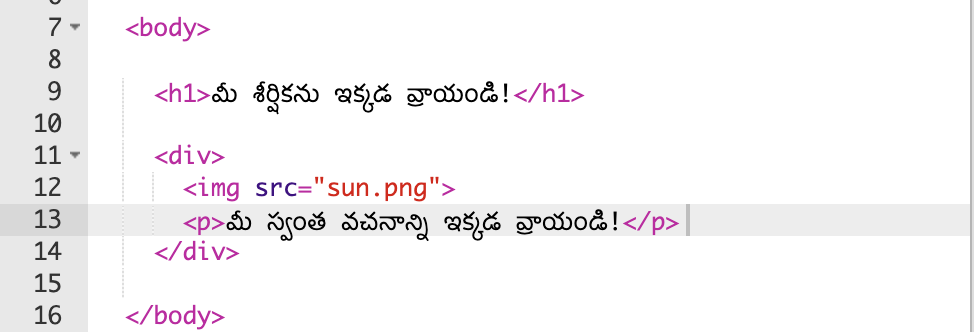 7 <body>
8
9 <h1>మీ శీర్షికను ఇక్కడ వ్రాయండి!</h1>
10
11 <div>
12 <img src="sun.png">
13 <p>మీ స్వంత వచనాన్ని ఇక్కడ వ్రాయండి!</p>
14 </div>
15
16 </body>